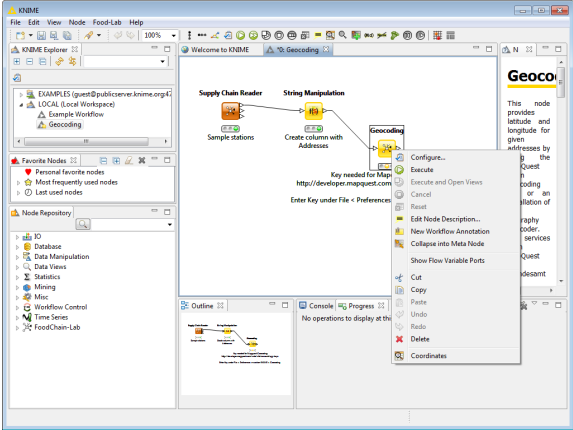 KNIME
File Edit View Node Food-Lab Help
100%
KNIME Explorer
EXAMPLES (guest@publicserver.knime.org:47
LOCAL (Local Workspace)
Example Workflow
Geocoding
Favorite Nodes
Personal favorite nodes
Most frequently used nodes
Last used nodes
Node Repository
IO
Database
Data Manipulation
Data Views
Statistics
Mining
Misc
Workflow Control
Time Series
FoodChain-Lab
Welcome to KNIME
Geocoding
Supply Chain Reader
Sample stations
String Manipulation
Create column with
Addresses
Geocoding
Key needed for Map
http://developer.mapquest.com
Enter Key under File < Preferences
Configure...
Execute
Execute and Open Views
Cancel
Reset
Edit Node Description...
New Workflow Annotation
Collapse into Meta Node
Show Flow Variable Ports
Cut
Copy
Paste
Undo
Redo
Delete
Coordinates
Outline
Console
Progress
No operations to display at thi
N
Geoco
This node
provides
latitude and
longitude for
given
addresses by
the
Quest
coding
or an
allation of
graphy
coder.
services
Quest
desamt